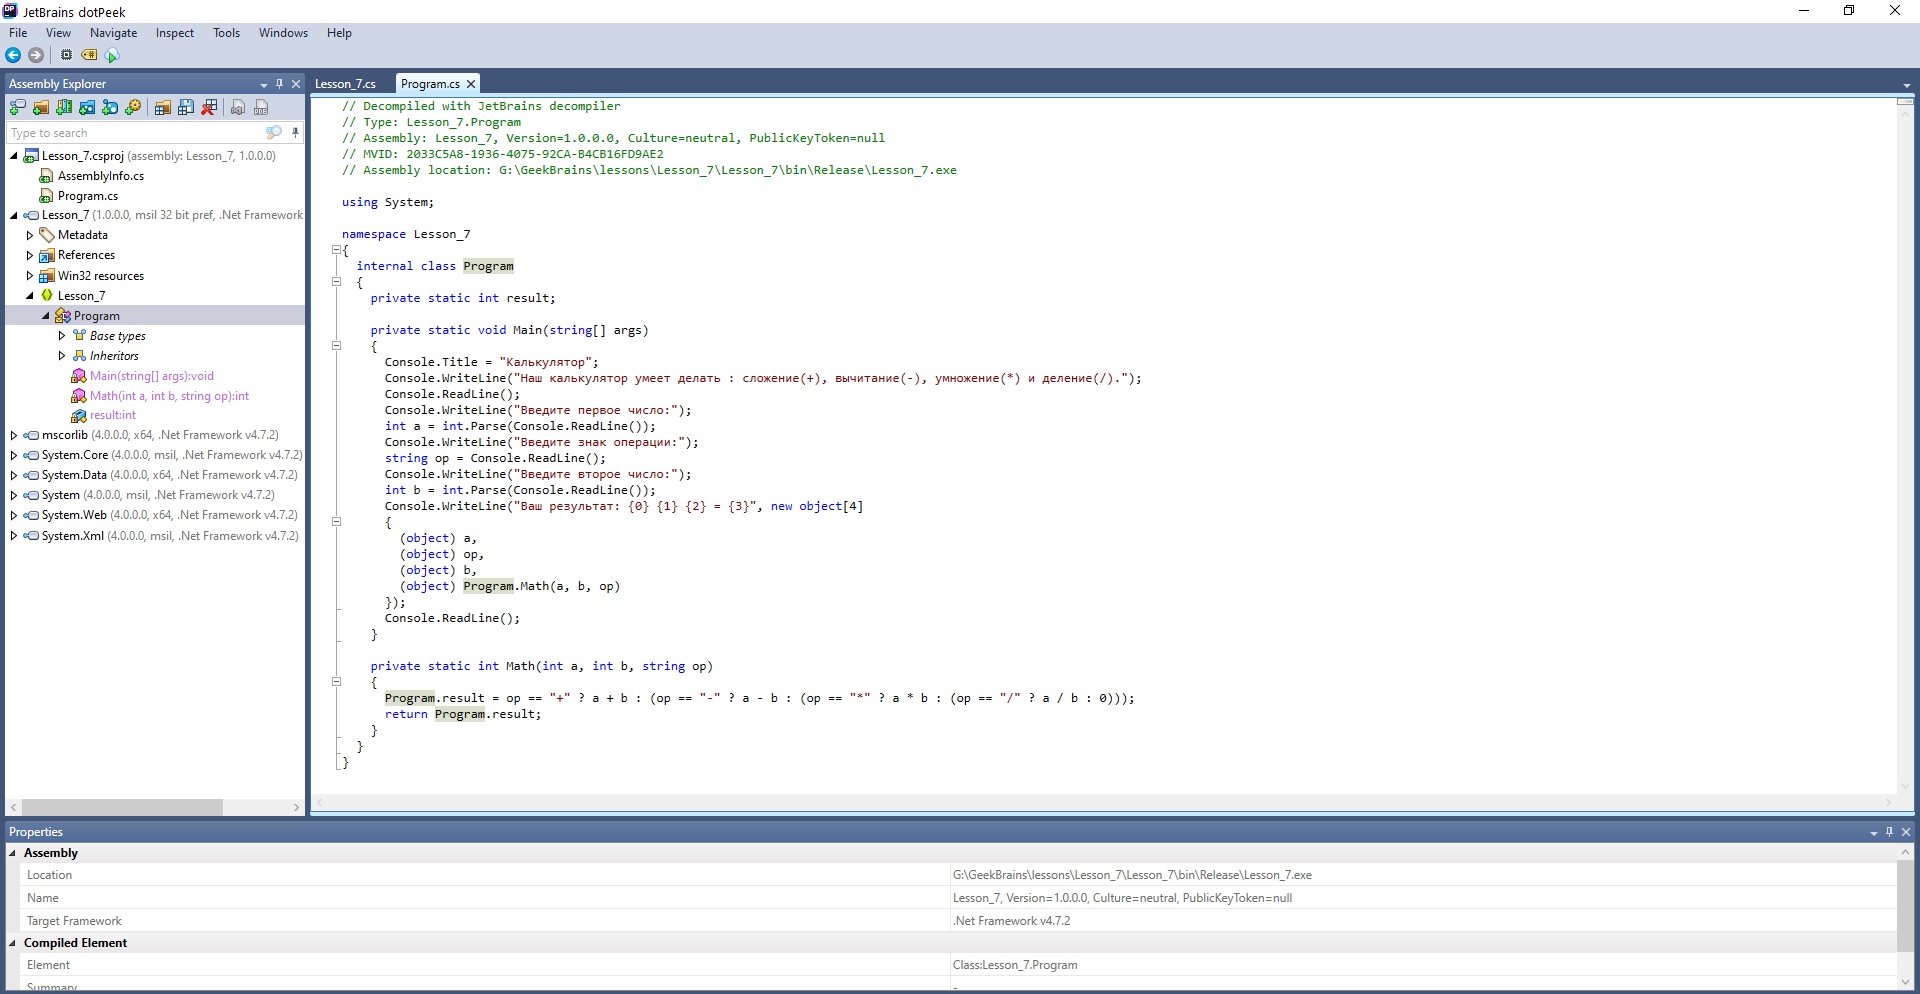 JetBrains dotPeek
File View Navigate Inspect Tools Windows Help
Assembly Explorer
Type to search
Lesson_7.csproj (assembly: Lesson_7, 1.0.0.0)
AssemblyInfo.cs
Program.cs
Lesson_7 (1.0.0.0, msil 32 bit pref, .Net Framework
Metadata
References
Win32 resources
Lesson_7
Program
Base types
Inheritors
Main(string[] args):void
Math(int a, int b, string op):int
result:int
mscorlib (4.0.0.0, x64, .Net Framework v4.7.2)
System.Core (4.0.0.0, msil, .Net Framework v4.7.2)
System.Data (4.0.0.0, x64, .Net Framework v4.7.2)
System (4.0.0.0, msil, .Net Framework v4.7.2)
System.Web (4.0.0.0, x64, .Net Framework v4.7.2)
System.Xml (4.0.0.0, msil, .Net Framework v4.7.2)
Lesson_7.cs Program.cs
// Decompiled with JetBrains decompiler
// Type: Lesson_7.Program
// Assembly: Lesson_7, Version=1.0.0.0, Culture=neutral, PublicKeyToken=null
// MVID: 2033C5A8-1936-4075-92CA-B4CB16FD9AE2
// Assembly location: G:\GeekBrains\lessons\Lesson_7\Lesson_7\bin\Release\Lesson_7.exe
using System;
namespace Lesson_7
{
internal class Program
{
private static int result;
private static void Main(string[] args)
{
Console.Title = "Калькулятор";
Console.WriteLine("Наш калькулятор умеет делать : сложение(+), вычитание(-), умножение(*) и деление(/).");
Console.ReadLine();
Console.WriteLine("Введите первое число:");
int a = int.Parse(Console.ReadLine());
Console.WriteLine("Введите знак операции:");
string op = Console.ReadLine();
Console.WriteLine("Введите второе число:");
int b = int.Parse(Console.ReadLine());
Console.WriteLine("Ваш результат: {0} {1} {2} = {3}", new object[4]
{
(object) a,
(object) op,
(object) b,
(object) Program.Math(a, b, op)
});
Console.ReadLine();
}
private static int Math(int a, int b, string op)
{
Program.result = op == "+" ? a + b : (op == "-" ? a - b : (op == "*" ? a * b : (op == "/" ? a / b : 0)));
return Program.result;
}
}
}
Properties
Assembly
Location G:\GeekBrains\lessons\Lesson_7\Lesson_7\bin\Release\Lesson_7.exe
Name Lesson_7, Version=1.0.0.0, Culture=neutral, PublicKeyToken=null
Target Framework .Net Framework v4.7.2
Compiled Element
Element Class:Lesson_7.Program
Summary -